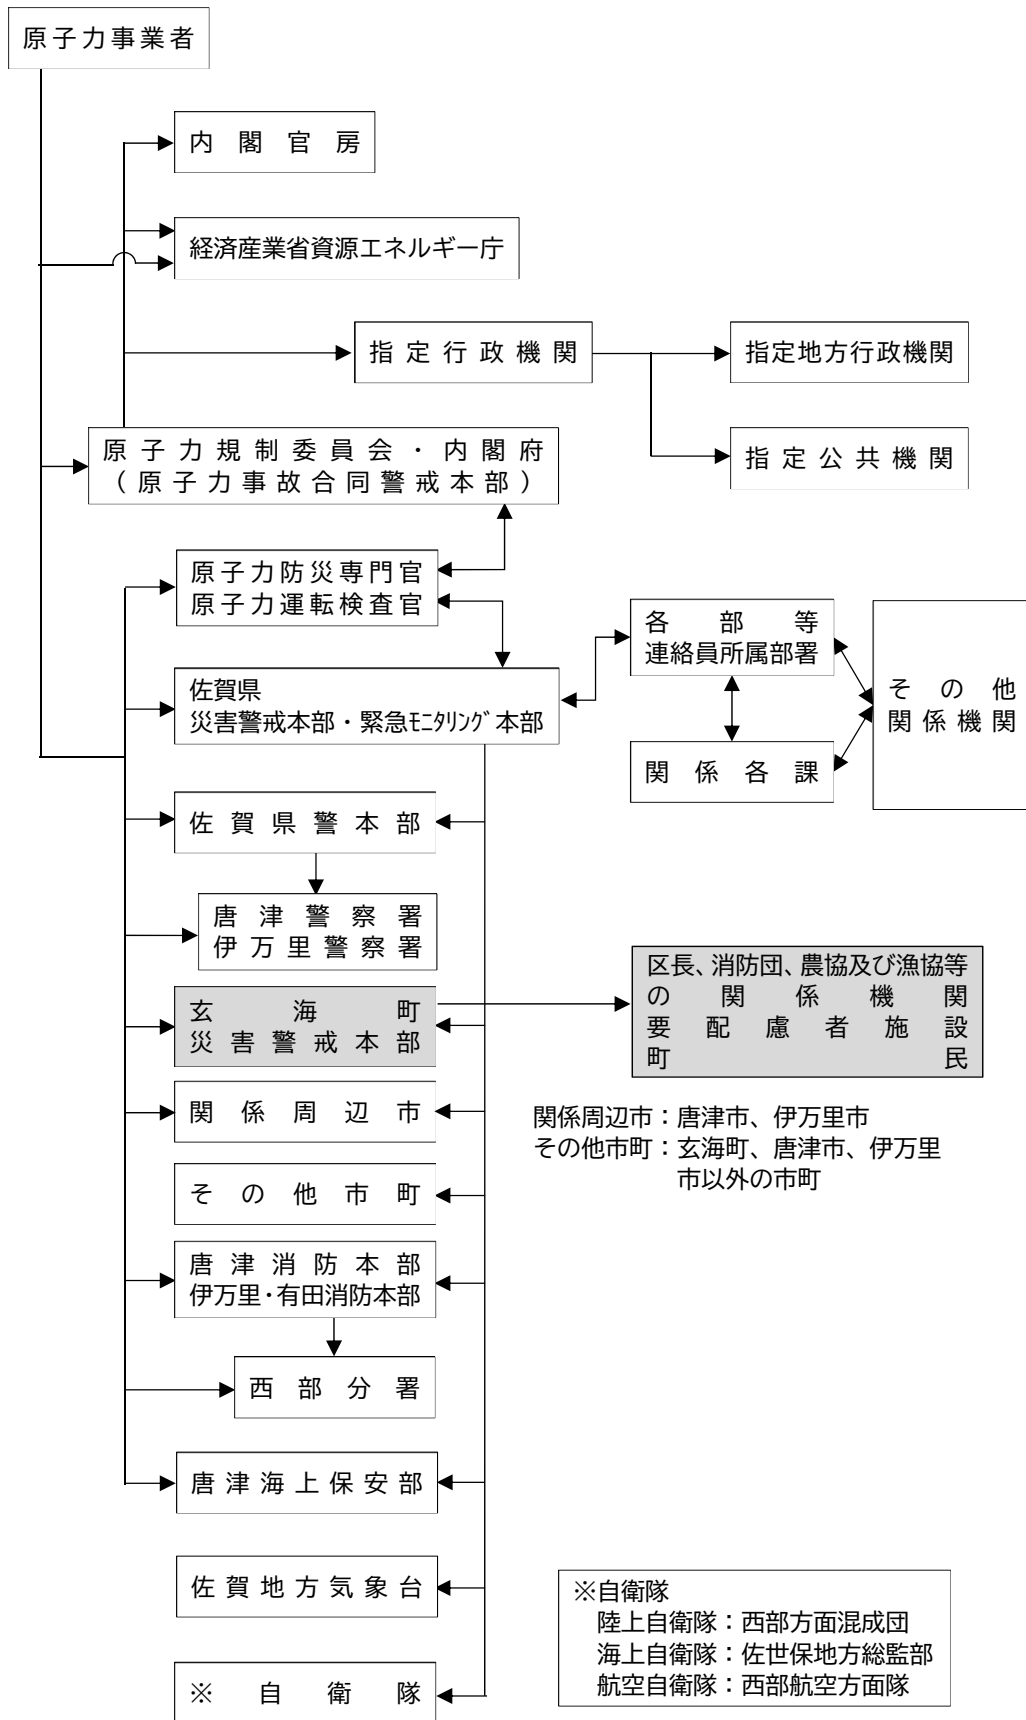 原子力事業者
内閣官房
経済産業省資源エネルギー庁
指定行政機関
指定地方行政機関
原子力規制委員会・内閣府
（原子力事故合同警戒本部）
指定公共機関
原子力防災専門官
原子力運転検査官
各部等
連絡員所属部署
その他
関係機関
佐賀県
災害警戒本部・緊急ﾓﾆﾀﾘﾝｸﾞ本部
関係各課
佐賀県警本部
唐津警察署
伊万里警察署
区長、消防団、農協及び漁協等
の関係機関
要配慮者施設
町民
玄海町
災害警戒本部
関係周辺市
関係周辺市：唐津市、伊万里市
その他市町：玄海町、唐津市、伊万里
市以外の市町
その他市町
唐津消防本部
伊万里・有田消防本部
西部分署
唐津海上保安部
佐賀地方気象台
※自衛隊
※自衛隊
陸上自衛隊：西部方面混成団
海上自衛隊：佐世保地方総監部
航空自衛隊：西部航空方面隊